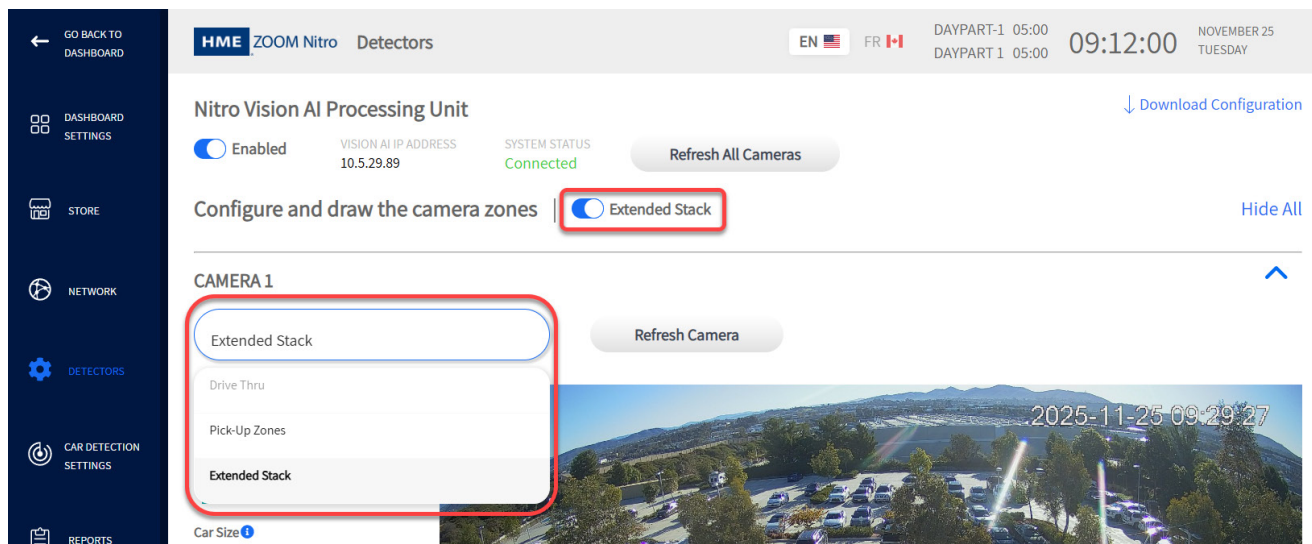 GO BACK TO
DASHBOARD
HME ZOOM Nitro Detectors
EN FR
DAYPART-1 05:00
DAYPART 1 05:00
09:12:00
NOVEMBER 25
TUESDAY
DASHBOARD
SETTINGS
STORE
NETWORK
DETECTORS
CAR DETECTION
SETTINGS
REPORTS
Nitro Vision AI Processing Unit
Download Configuration
Enabled
VISION AI IP ADDRESS
10.5.29.89
SYSTEM STATUS
Connected
Refresh All Cameras
Configure and draw the camera zones
Extended Stack
Hide All
CAMERA 1
Extended Stack
Refresh Camera
Drive Thru
Pick-Up Zones
Extended Stack
Car Size
2025-11-25 09:29:27